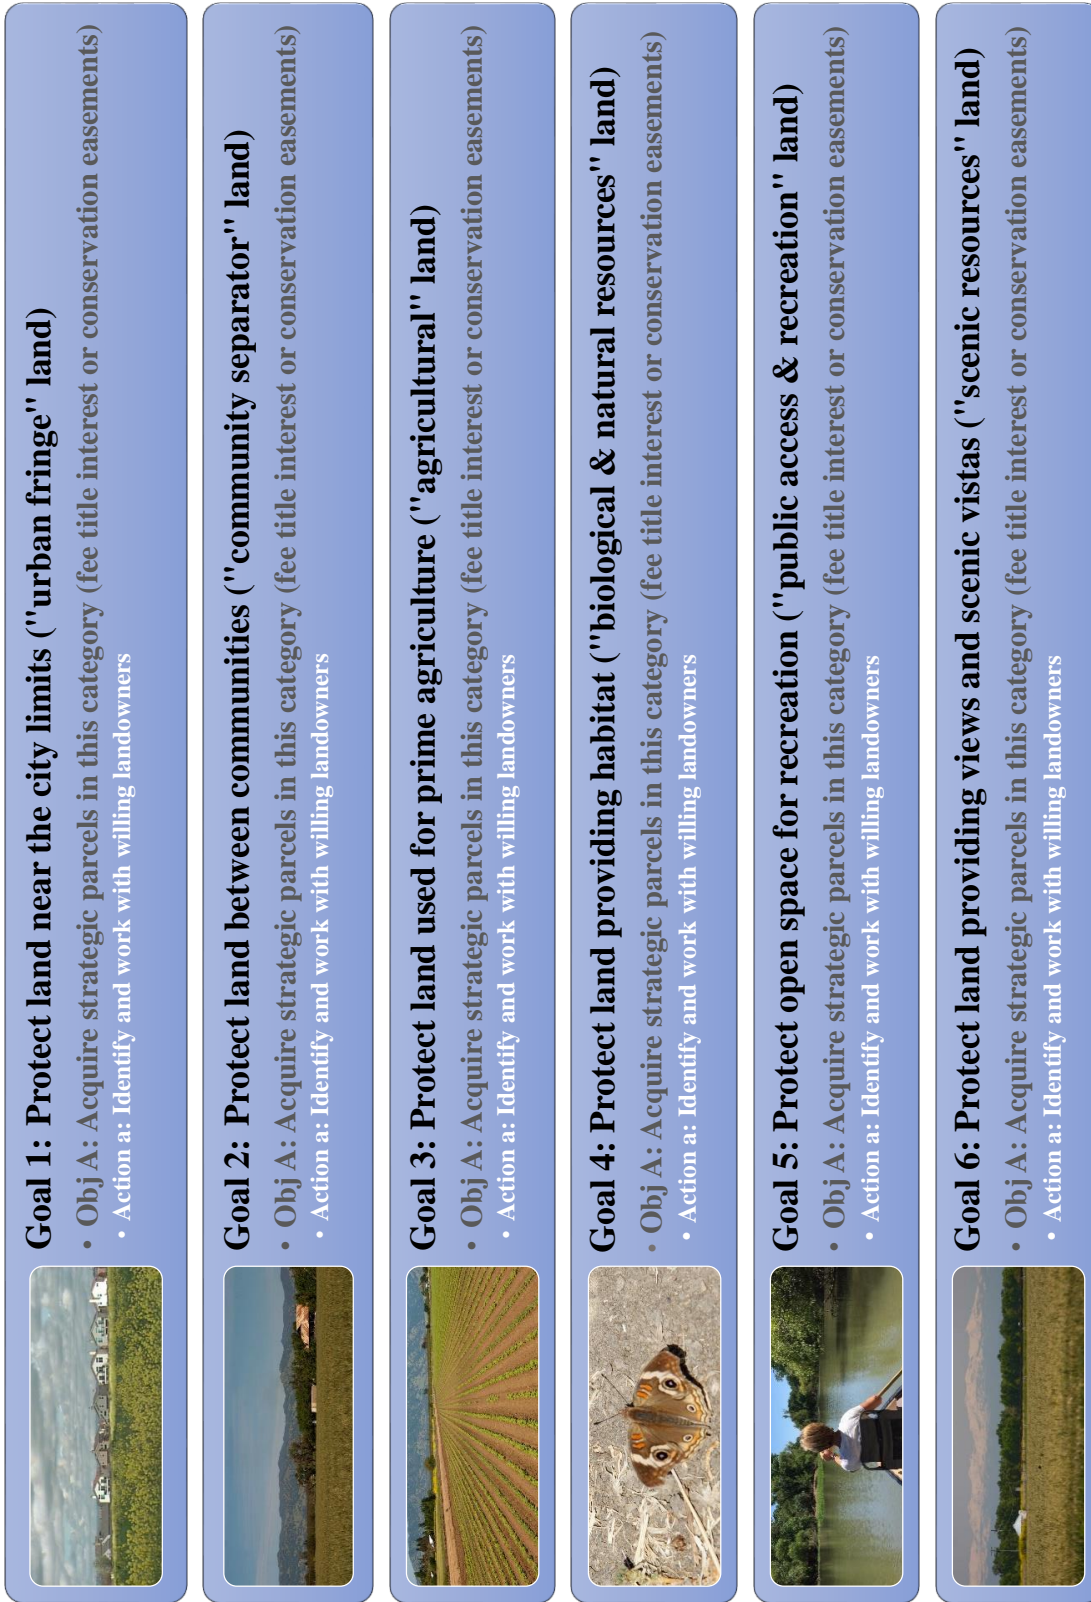 Goal 1: Protect land near the city limits ("urban fringe" land)
• Obj A: Acquire strategic parcels in this category (fee title interest or conservation easements)
• Action a: Identify and work with willing landowners
Goal 2: Protect land between communities ("community separator" land)
• Obj A: Acquire strategic parcels in this category (fee title interest or conservation easements)
• Action a: Identify and work with willing landowners
Goal 3: Protect land used for prime agriculture ("agricultural" land)
• Obj A: Acquire strategic parcels in this category (fee title interest or conservation easements)
• Action a: Identify and work with willing landowners
Goal 4: Protect land providing habitat ("biological & natural resources" land)
• Obj A: Acquire strategic parcels in this category (fee title interest or conservation easements)
• Action a: Identify and work with willing landowners
Goal 5: Protect open space for recreation ("public access & recreation" land)
• Obj A: Acquire strategic parcels in this category (fee title interest or conservation easements)
• Action a: Identify and work with willing landowners
Goal 6: Protect land providing views and scenic vistas ("scenic resources" land)
• Obj A: Acquire strategic parcels in this category (fee title interest or conservation easements)
• Action a: Identify and work with willing landowners